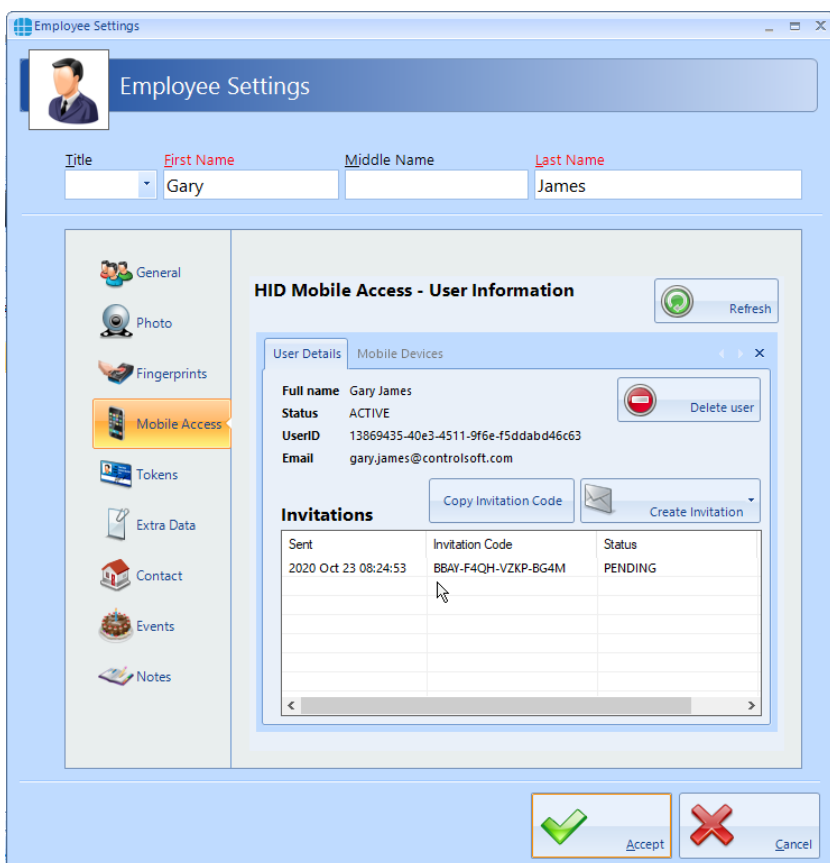 Employee Settings
Employee Settings
Title First Name Middle Name Last Name
Gary James
General
Photo
Fingerprints
Mobile Access
Tokens
Extra Data
Contact
Events
Notes
HID Mobile Access - User Information
Refresh
User Details Mobile Devices
Full name Gary James
Status ACTIVE
UserID 13869435-40e3-4511-9f6e-f5ddabd46c63
Email gary.james@controlsoft.com
Delete user
Invitations
Copy Invitation Code
Create Invitation
Sent Invitation Code Status
2020 Oct 23 08:24:53 BBAY-F4QH-VZKP-BG4M PENDING
Accept
Cancel